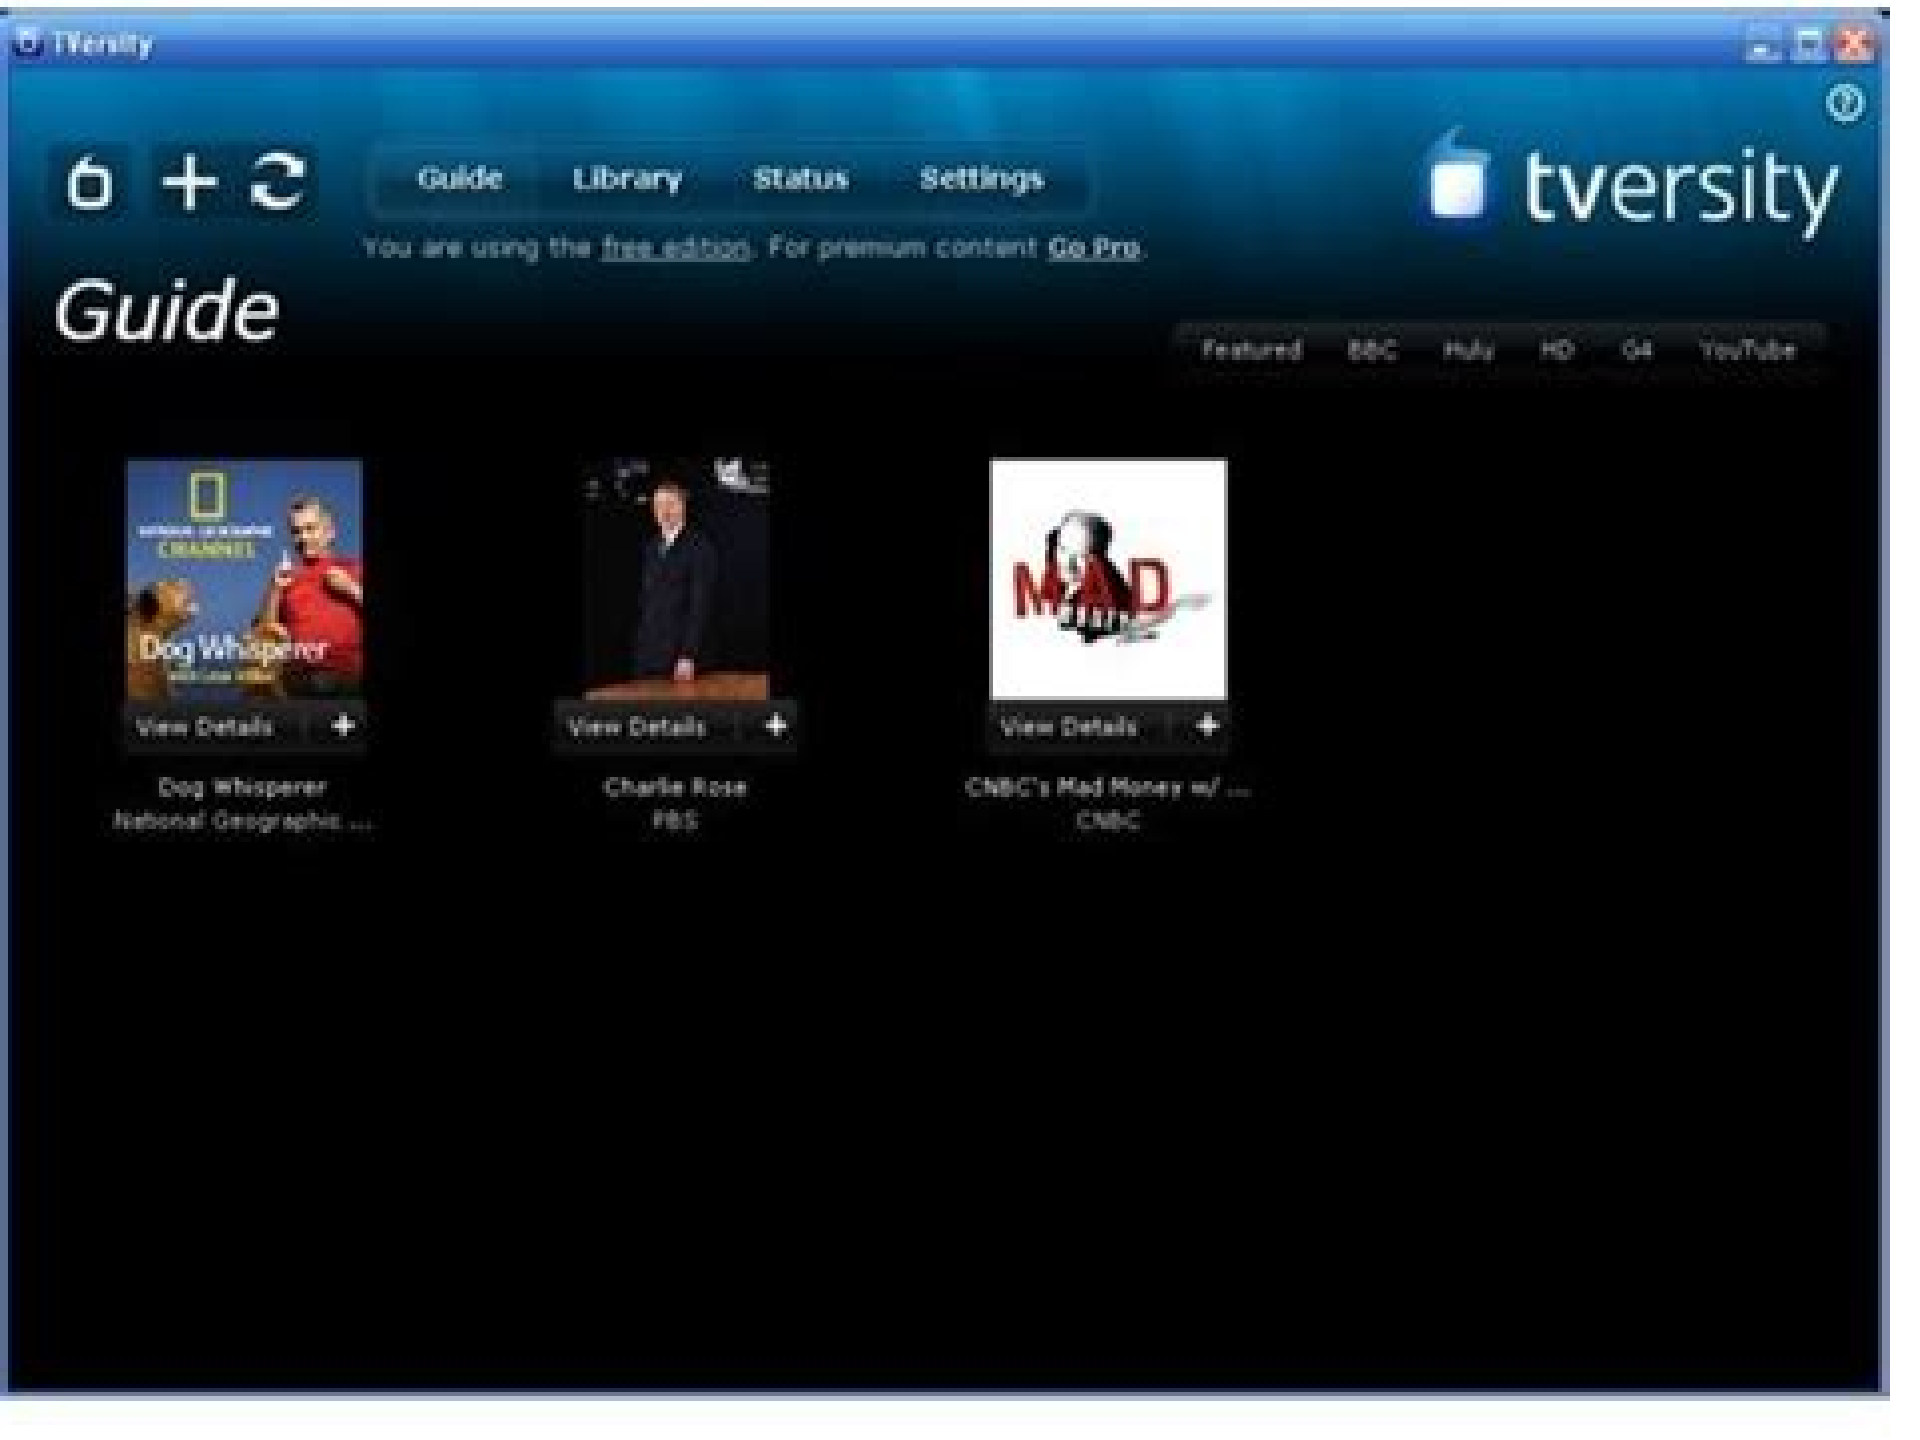 TVersity
Guide Library Status Settings
tversity
You are using the free edition. For premium content Go Pro.
Guide
Featured BBC Hulu HD G4 YouTube
NATIONAL GEOGRAPHIC
CHANNEL
Dog Whisperer
MAD
View Details +
View Details +
View Details +
Dog Whisperer
National Geographic ...
Charlie Rose
PBS
CNBC's Mad Money w/ ...
CNBC